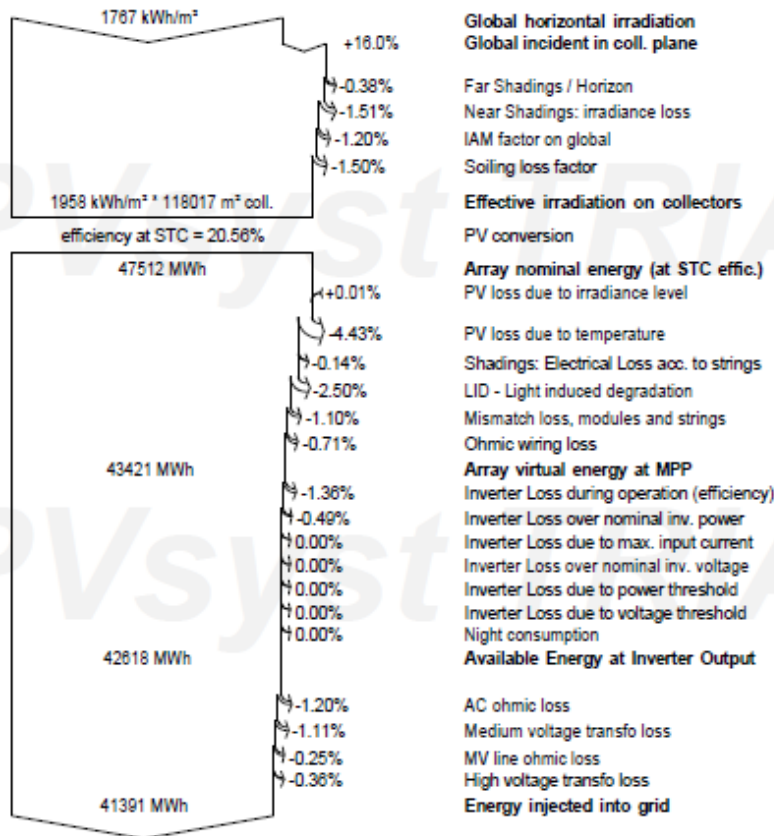 1767 kWh/m² Global horizontal irradiation
+16.0% Global incident in coll. plane
-0.38% Far Shadings / Horizon
-1.51% Near Shadings: irradiance loss
-1.20% IAM factor on global
-1.50% Soiling loss factor
1958 kWh/m² * 118017 m² coll. Effective irradiation on collectors
efficiency at STC = 20.56% PV conversion
PVsyst TRIA
47512 MWh Array nominal energy (at STC effic.)
+0.01% PV loss due to irradiance level
-4.43% PV loss due to temperature
-0.14% Shadings: Electrical Loss acc. to strings
-2.50% LID - Light induced degradation
-1.10% Mismatch loss, modules and strings
-0.71% Ohmic wiring loss
43421 MWh Array virtual energy at MPP
-1.36% Inverter Loss during operation (efficiency)
-0.49% Inverter Loss over nominal inv. power
0.00% Inverter Loss due to max. input current
0.00% Inverter Loss over nominal inv. voltage
PVsyst TRIA
0.00% Inverter Loss due to power threshold
0.00% Inverter Loss due to voltage threshold
0.00% Night consumption
42618 MWh Available Energy at Inverter Output
-1.20% AC ohmic loss
-1.11% Medium voltage transfo loss
-0.25% MV line ohmic loss
-0.36% High voltage transfo loss
41391 MWh Energy injected into grid